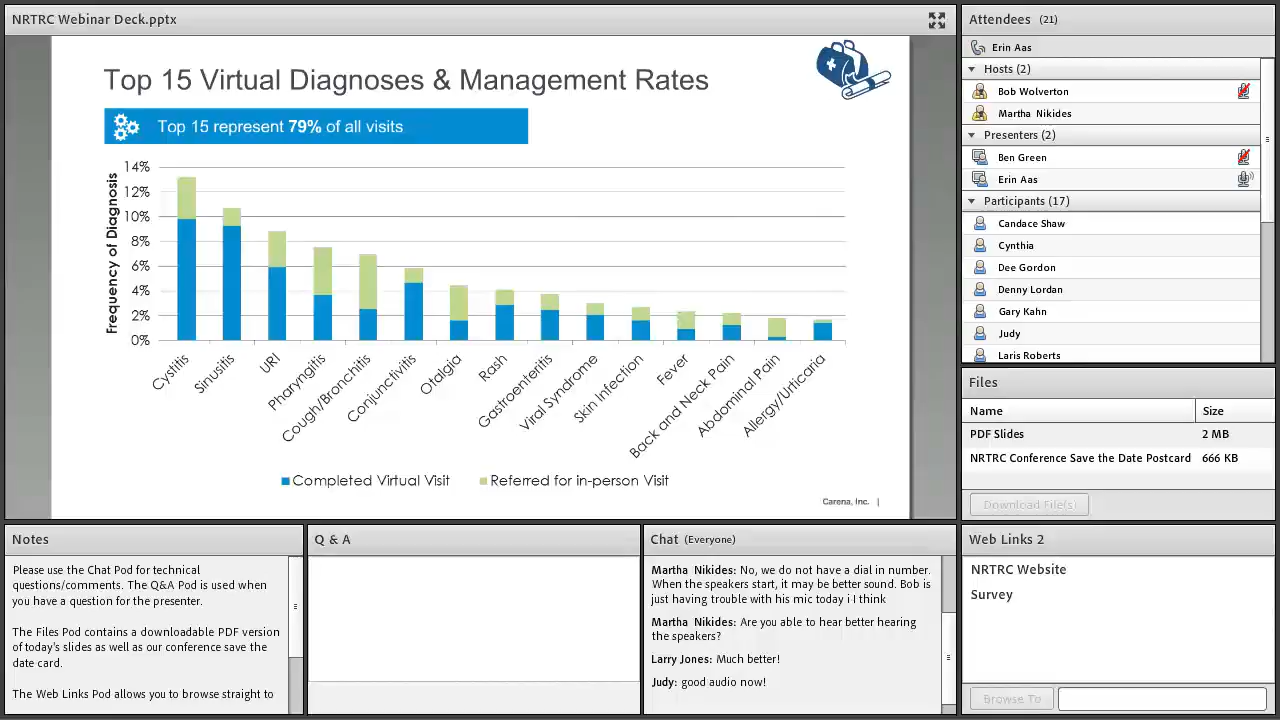 NRTRC Webinar Deck.pptx
Top 15 Virtual Diagnoses & Management Rates
Top 15 represent 79% of all visits
Frequency of Diagnosis
14%
12%
10%
8%
6%
4%
2%
0%
Cystitis
Sinusitis
URI
Pharyngitis
Cough/Bronchitis
Conjunctivitis
Otalgia
Rash
Gastroenteritis
Viral Syndrome
Skin Infection
Fever
Back and Neck Pain
Abdominal Pain
Allergy/Urticaria
Completed Virtual Visit
Referred for in-person Visit
Carena, Inc. |
Attendees (21)
Erin Aas
Hosts (2)
Bob Wolverton
Martha Nikides
Presenters (2)
Ben Green
Erin Aas
Participants (17)
Candace Shaw
Cynthia
Dee Gordon
Denny Lordan
Gary Kahn
Judy
Laris Roberts
Files
Name Size
PDF Slides 2 MB
NRTRC Conference Save the Date Postcard 666 KB
Download File(s)
Notes
Please use the Chat Pod for technical
questions/comments. The Q&A Pod is used when
you have a question for the presenter.
The Files Pod contains a downloadable PDF version
of today's slides as well as our conference save the
date card.
The Web Links Pod allows you to browse straight to
Q & A
Chat (Everyone)
Martha Nikides: No, we do not have a dial in number.
When the speakers start, it may be better sound. Bob is
just having trouble with his mic today i I think
Martha Nikides: Are you able to hear better hearing
the speakers?
Larry Jones: Much better!
Judy: good audio now!
Web Links 2
NRTRC Website
Survey
Browse To